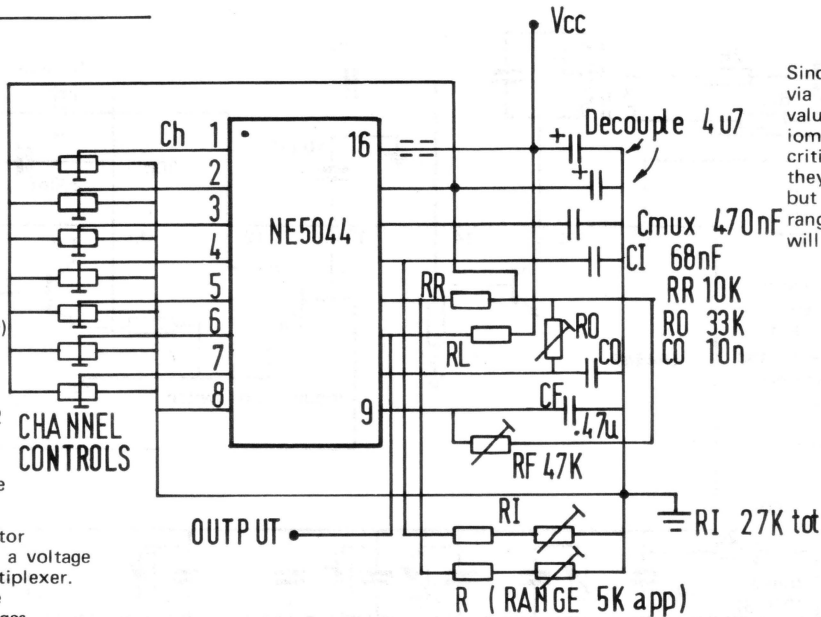 Vcc
Decouple 4u7
+
+
Ch 1
2
3
4
5
6
7
8
16
9
NE5044
Cmux 470nF
CI 68nF
RR
RR 10K
RO
RO 33K
RL
CO
CO 10n
CF
.47u
RF 47K
CHANNEL
CONTROLS
OUTPUT
RI
RI 27K tot
R (RANGE 5K app)
Sinc
via
valu
iom
criti
they
but
rang
will
)
e
tor
a voltage
tiplexer.